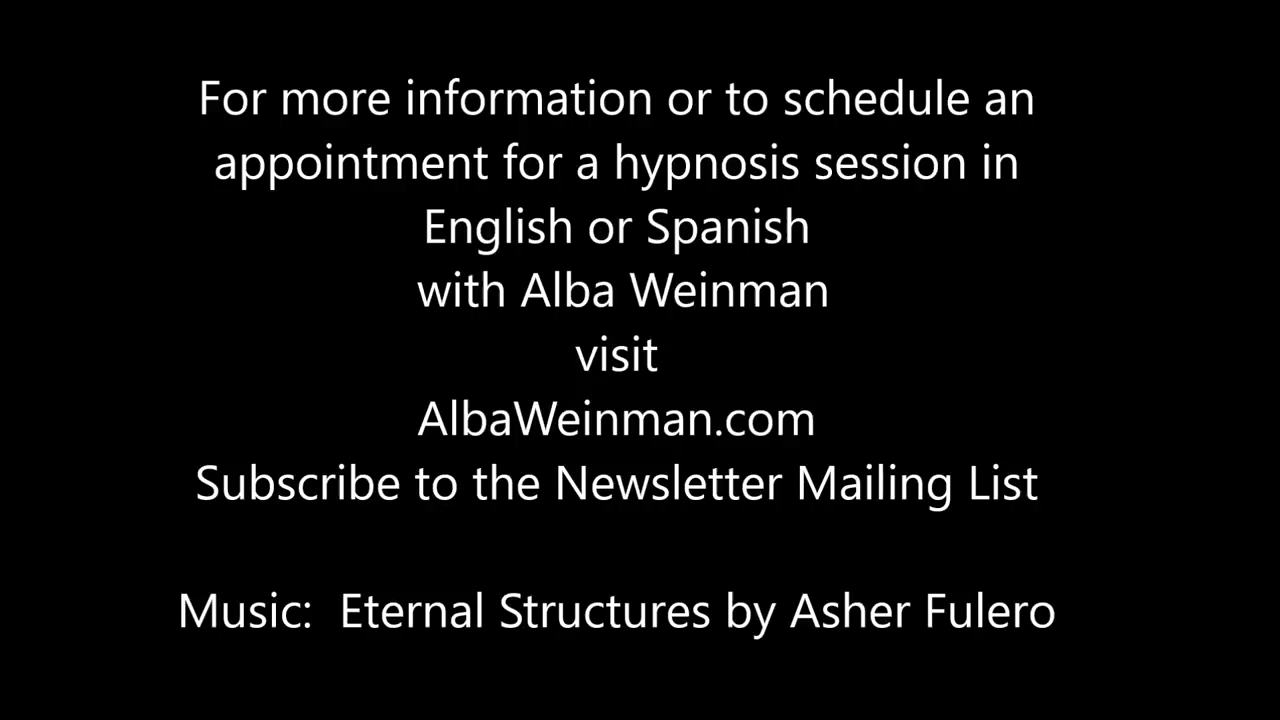 For more information or to schedule an
appointment for a hypnosis session in
English or Spanish
with Alba Weinman
visit
AlbaWeinman.com
Subscribe to the Newsletter Mailing List
Music:  Eternal Structures by Asher Fulero